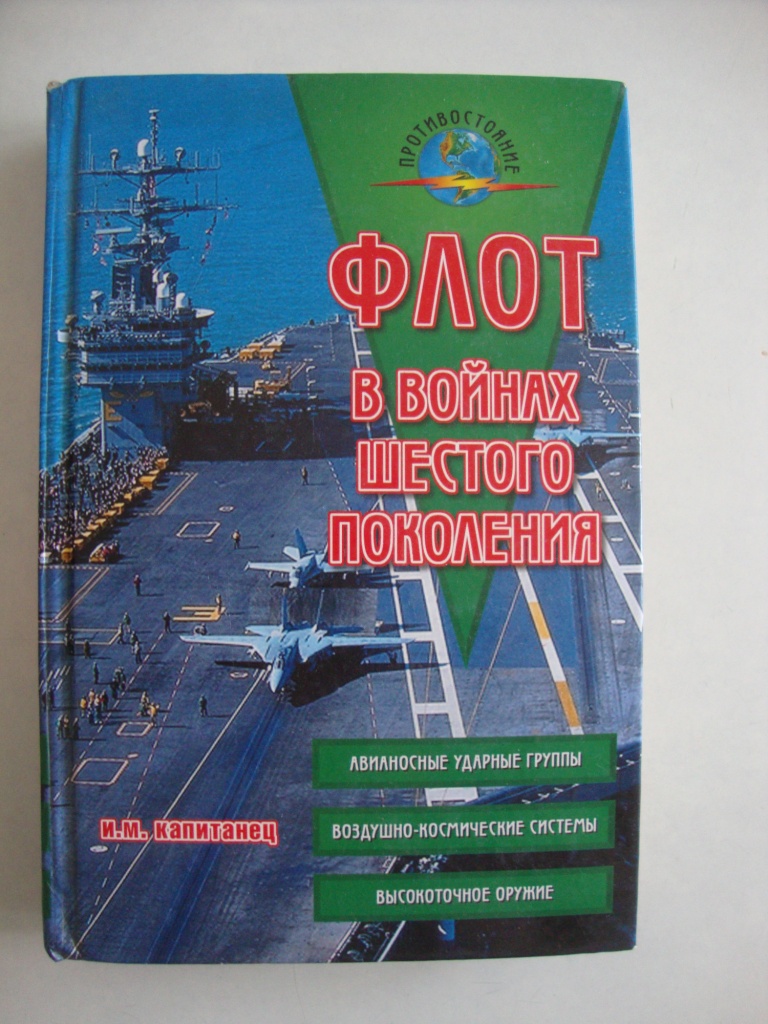 ПРОТИВОСТОЯНИЕ
ФЛОТ
В ВОЙНАХ
ШЕСТОГО
ПОКОЛЕНИЯ
АВИАНОСНЫЕ УДАРНЫЕ ГРУППЫ
И.М. КАПИТАНЕЦ
ВОЗДУШНО-КОСМИЧЕСКИЕ СИСТЕМЫ
ВЫСОКОТОЧНОЕ ОРУЖИЕ